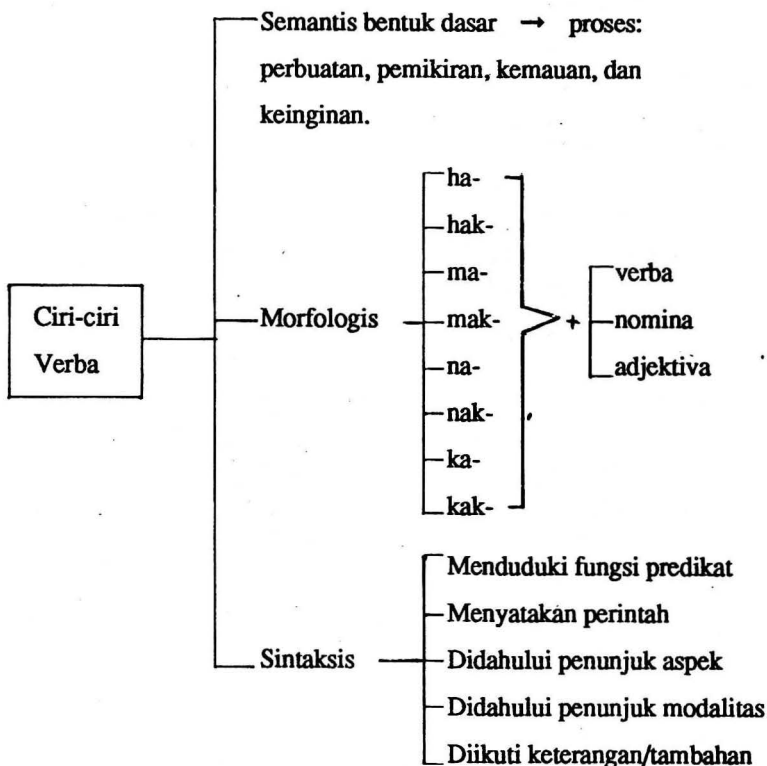 Semantis bentuk dasar → proses:
perbuatan, pemikiran, kemauan, dan
keinginan.
Ciri-ciri
Verba
Morfologis
ha-
hak-
ma-
mak-
na-
nak-
ka-
kak-
+
verba
nomina
adjektiva
Sintaksis
Menduduki fungsi predikat
Menyatakan perintah
Didahului penunjuk aspek
Didahului penunjuk modalitas
Diikuti keterangan/tambahan